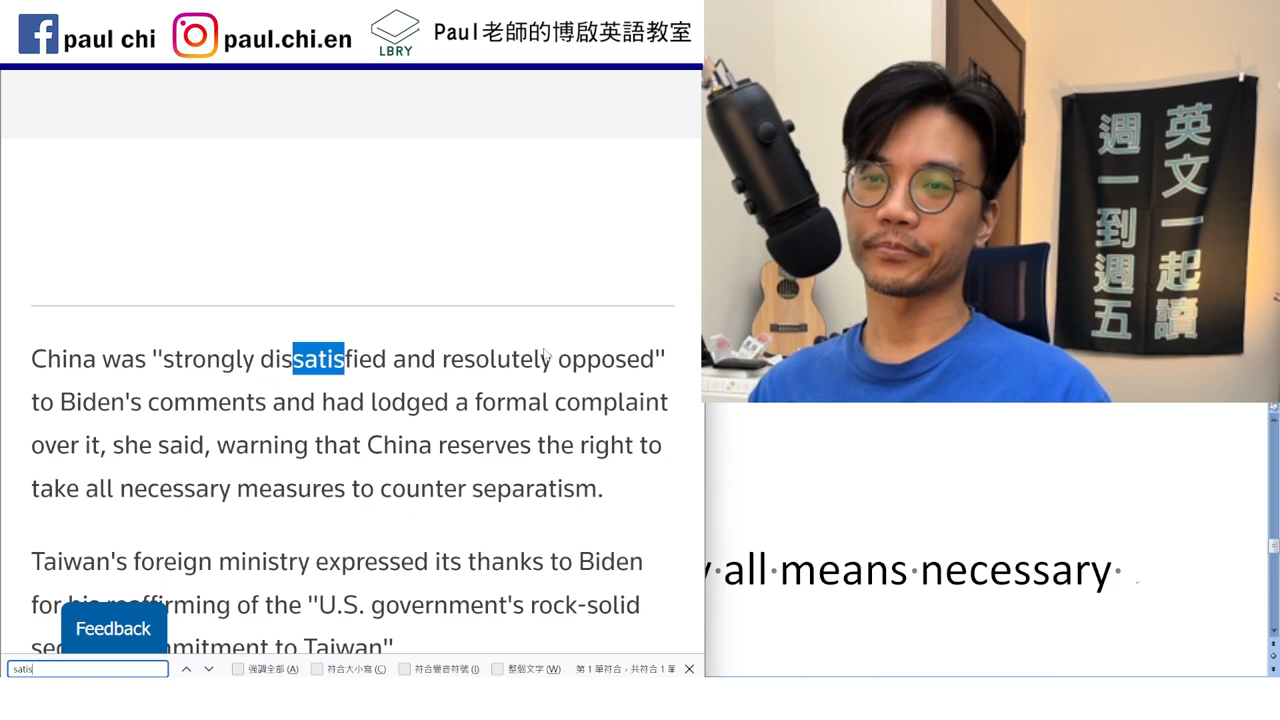 paul chi
paul.chi.en
LBRY
Paul老師的博啟英語教室
英文一起讀
週一到週五
China was "strongly dissatisfied and resolutely opposed"
to Biden's comments and had lodged a formal complaint
over it, she said, warning that China reserves the right to
take all necessary measures to counter separatism.
Taiwan's foreign ministry expressed its thanks to Biden
for his reaffirming of the "U.S. government's rock-solid
commitment to Taiwan"
Feedback
all·means·necessary·
satis
強調全部 (A)
符合大小寫 (C)
符合變音符號 (I)
整個文字 (W)
第 1 筆符合，共符合 1 筆